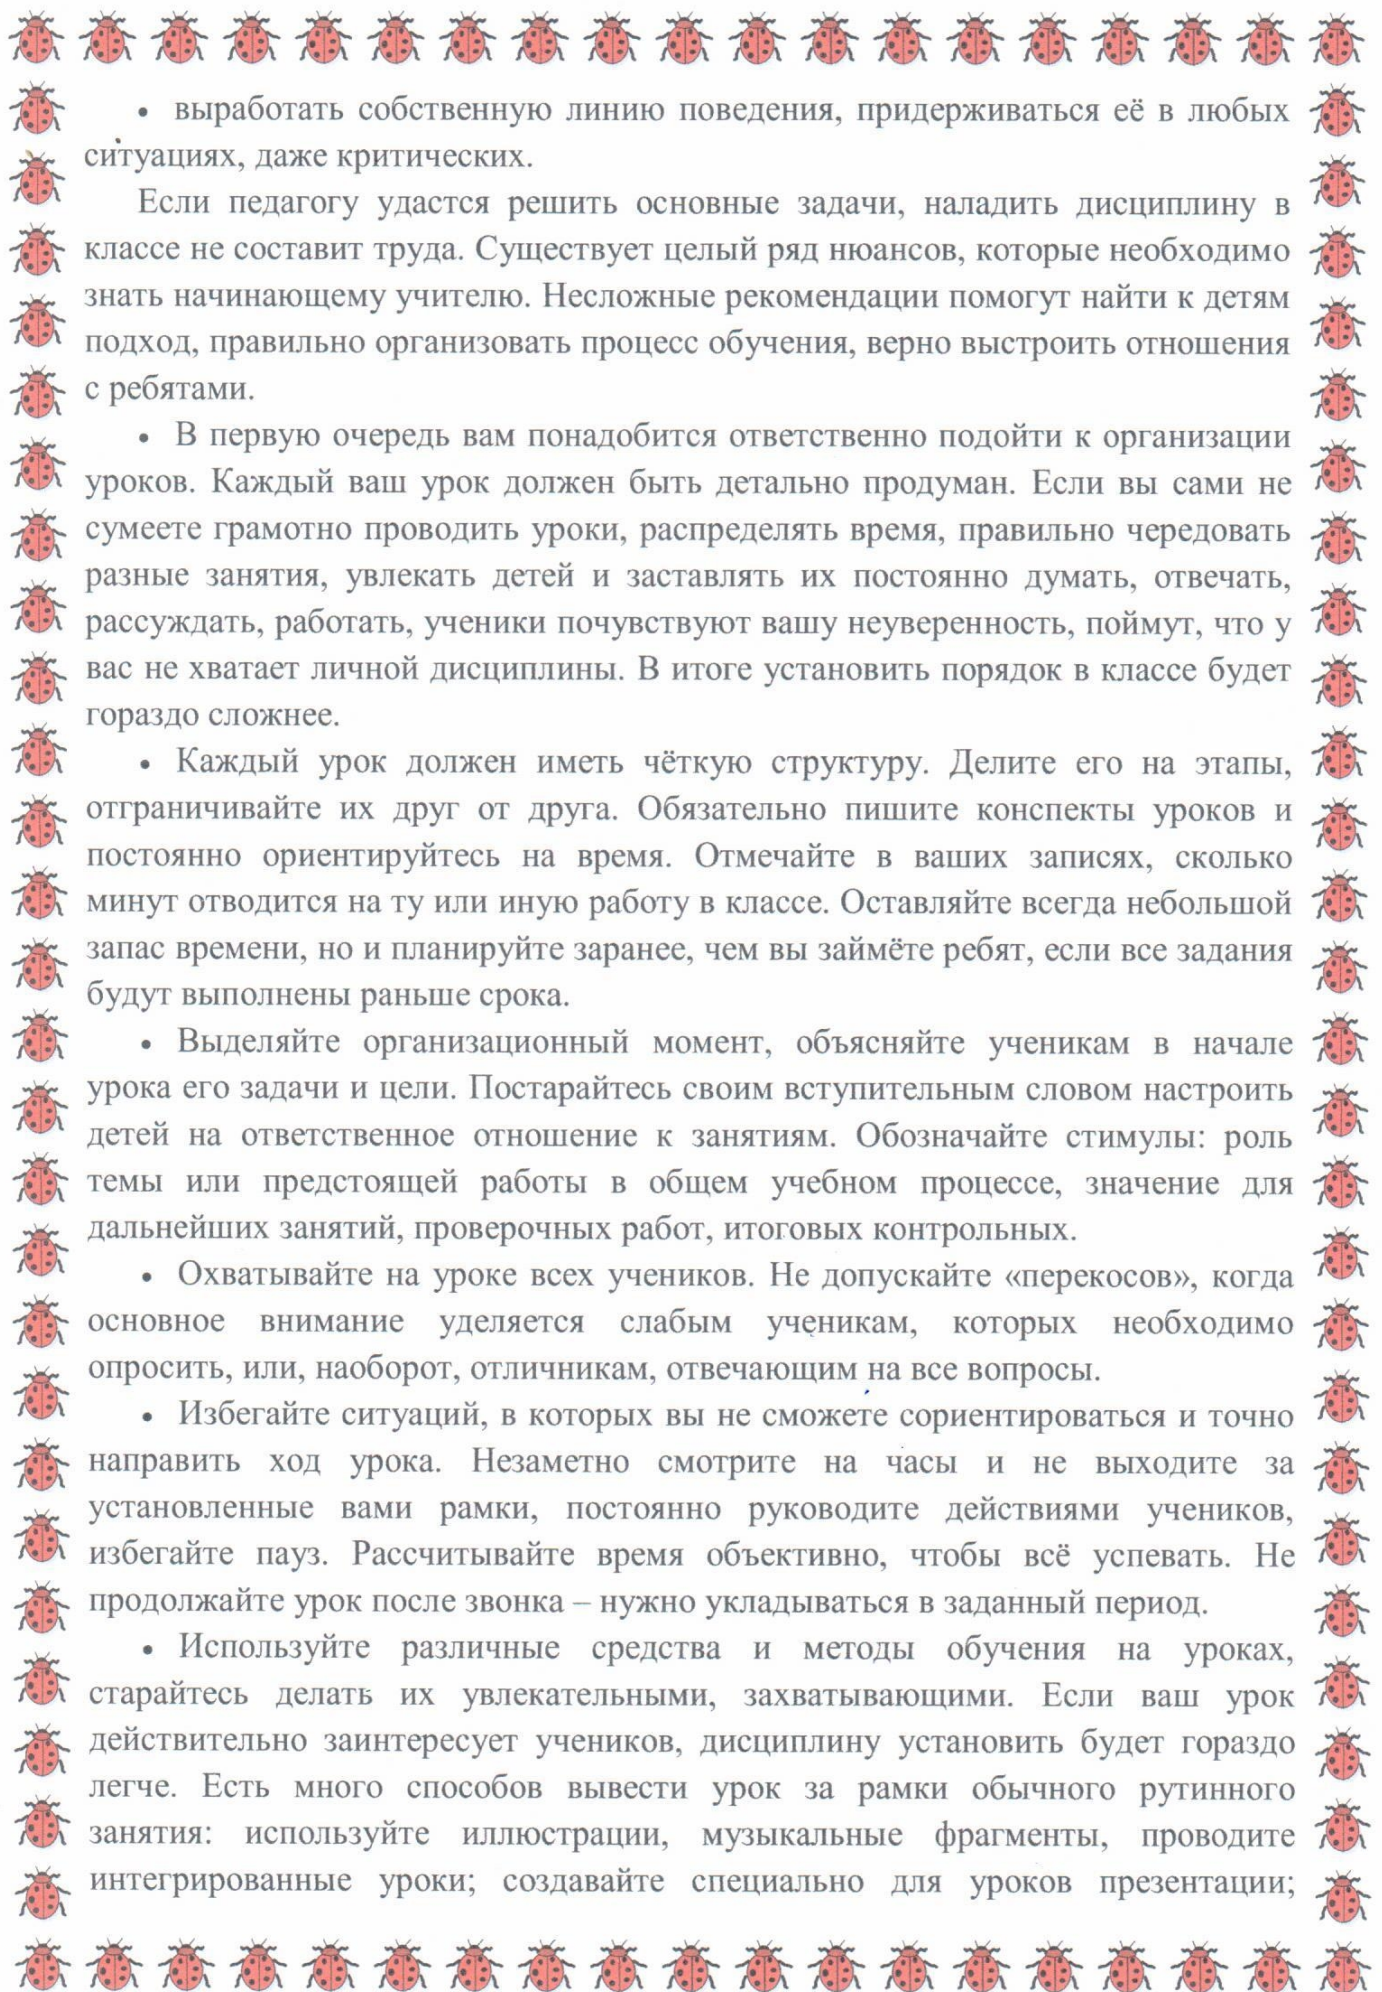 • выработать собственную линию поведения, придерживаться её в любых
ситуациях, даже критических.
Если педагогу удастся решить основные задачи, наладить дисциплину в
классе не составит труда. Существует целый ряд нюансов, которые необходимо
знать начинающему учителю. Несложные рекомендации помогут найти к детям
подход, правильно организовать процесс обучения, верно выстроить отношения
с ребятами.
• В первую очередь вам понадобится ответственно подойти к организации
уроков. Каждый ваш урок должен быть детально продуман. Если вы сами не
сумеете грамотно проводить уроки, распределять время, правильно чередовать
разные занятия, увлекать детей и заставлять их постоянно думать, отвечать,
рассуждать, работать, ученики почувствуют вашу неуверенность, поймут, что у
вас не хватает личной дисциплины. В итоге установить порядок в классе будет
гораздо сложнее.
• Каждый урок должен иметь чёткую структуру. Делите его на этапы,
отграничивайте их друг от друга. Обязательно пишите конспекты уроков и
постоянно ориентируйтесь на время. Отмечайте в ваших записях, сколько
минут отводится на ту или иную работу в классе. Оставляйте всегда небольшой
запас времени, но и планируйте заранее, чем вы займёте ребят, если все задания
будут выполнены раньше срока.
• Выделяйте организационный момент, объясняйте ученикам в начале
урока его задачи и цели. Постарайтесь своим вступительным словом настроить
детей на ответственное отношение к занятиям. Обозначайте стимулы: роль
темы или предстоящей работы в общем учебном процессе, значение для
дальнейших занятий, проверочных работ, итоговых контрольных.
• Охватывайте на уроке всех учеников. Не допускайте «перекосов», когда
основное внимание уделяется слабым ученикам, которых необходимо
опросить, или, наоборот, отличникам, отвечающим на все вопросы.
• Избегайте ситуаций, в которых вы не сможете сориентироваться и точно
направить ход урока. Незаметно смотрите на часы и не выходите за
установленные вами рамки, постоянно руководите действиями учеников,
избегайте пауз. Рассчитывайте время объективно, чтобы всё успевать. Не
продолжайте урок после звонка – нужно укладываться в заданный период.
• Используйте различные средства и методы обучения на уроках,
старайтесь делать их увлекательными, захватывающими. Если ваш урок
действительно заинтересует учеников, дисциплину установить будет гораздо
легче. Есть много способов вывести урок за рамки обычного рутинного
занятия: используйте иллюстрации, музыкальные фрагменты, проводите
интегрированные уроки; создавайте специально для уроков презентации;